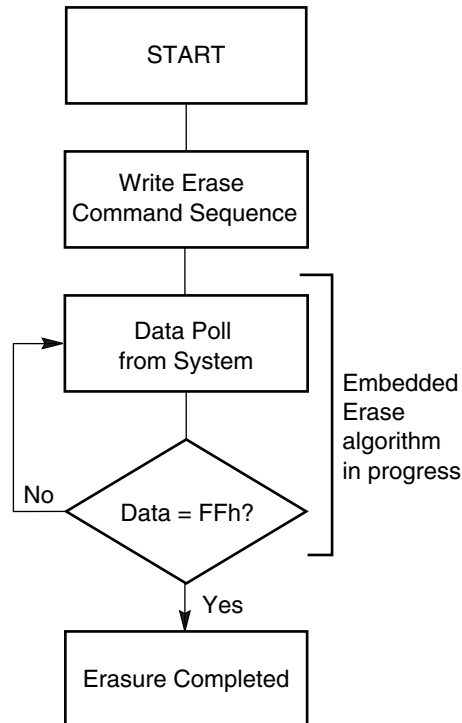 START
Write Erase
Command Sequence
Data Poll
from System
Embedded
Erase
algorithm
in progress
No
Data = FFh?
Yes
Erasure Completed